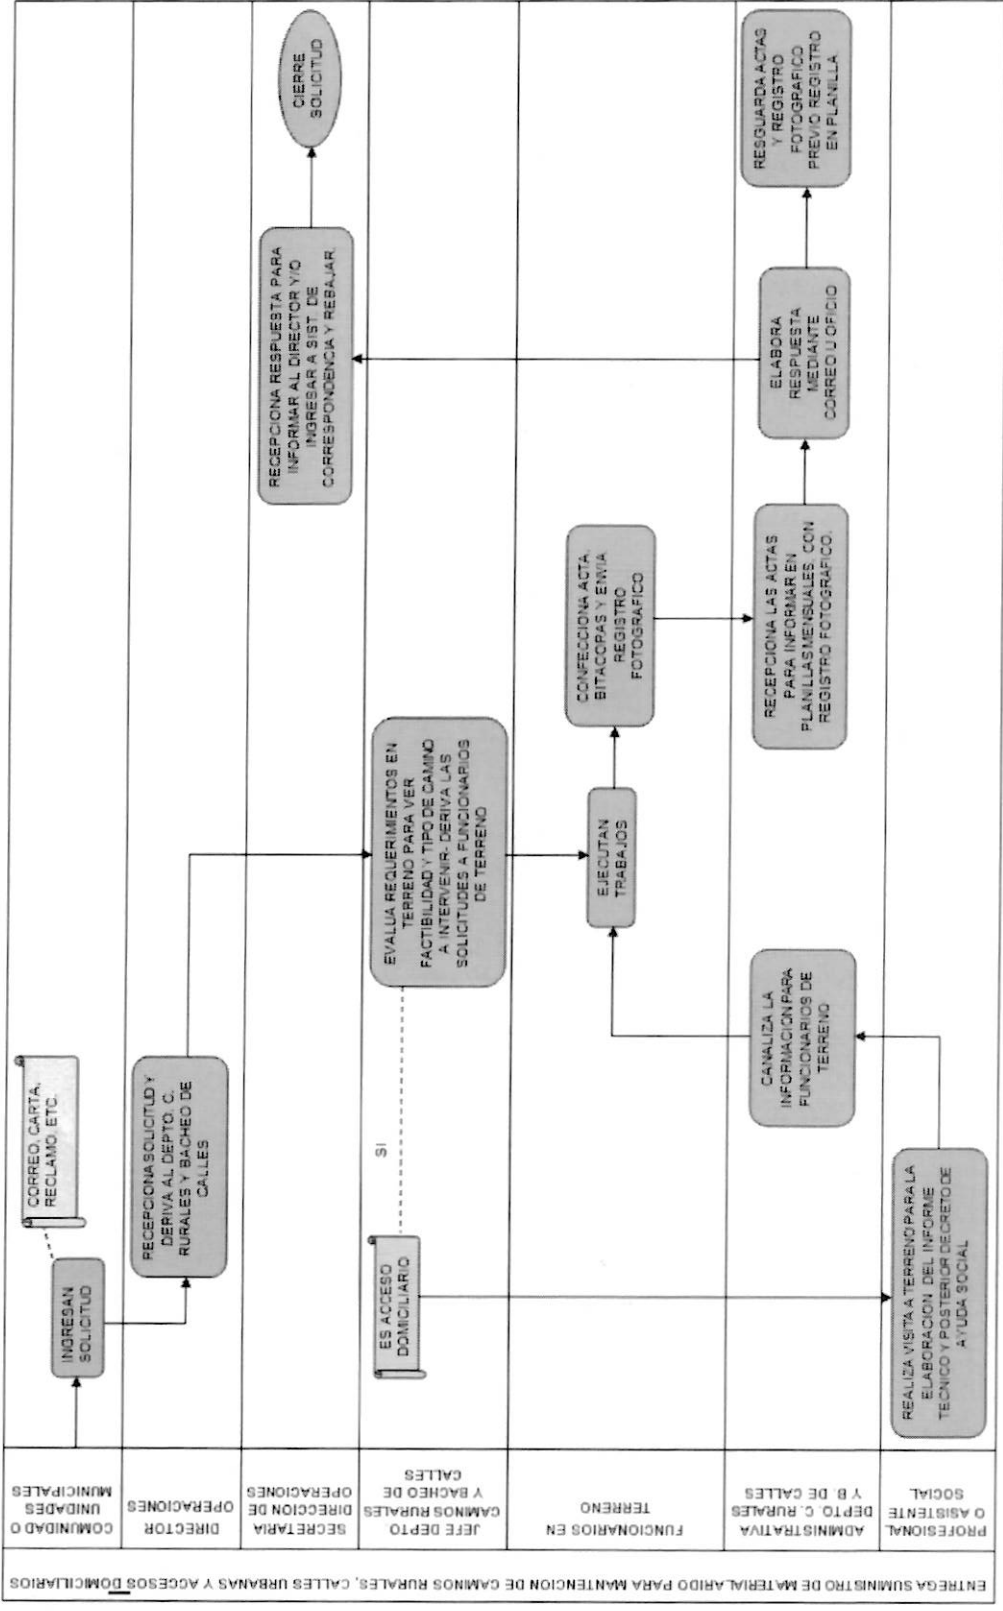 ENTREGA SUMINISTRO DE MATERIAL ARIDO PARA MANTENCION DE CAMINOS RURALES, CALLES URBANAS Y ACCESOS DOMICILIARIOS
COMUNIDAD O
UNIDADES
MUNICIPALES
INGRESAN
SOLICITUD
CORREO, CARTA,
RECLAMO, ETC.
DIRECTOR
OPERACIONES
RECEPCIONA SOLICITUD Y
DERIVA AL DEPTO. C.
RURALES Y BACHEO DE
CALLES
SECRETARIA
DIRECCION DE
OPERACIONES
RECEPCIONA RESPUESTA PARA
INFORMAR AL DIRECTOR Y/O
INGRESAR A SIST. DE
CORRESPONDENCIA Y REBAJAR.
CIERRE
SOLICITUD
JEFE DEPTO
CAMINOS RURALES
Y BACHEO DE
CALLES
ES ACCESO
DOMICILIARIO
SI
EVALUA REQUERIMIENTOS EN
TERRENO PARA VER
FACTIBILIDAD Y TIPO DE CAMINO
A INTERVENIR- DERIVA LAS
SOLICITUDES A FUNCIONARIOS
DE TERRENO
FUNCIONARIOS EN
TERRENO
EJECUTAN
TRABAJOS
CONFECCIONA ACTA,
BITACORAS Y ENVIA
REGISTRO
FOTOGRAFICO
ADMINISTRATIVA
DEPTO. C. RURALES
Y B. DE CALLES
CANALIZA LA
INFORMACION PARA
FUNCIONARIOS DE
TERRENO
RECEPCIONA LAS ACTAS
PARA INFORMAR EN
PLANILLAS MENSUALES, CON
REGISTRO FOTOGRAFICO.
ELABORA
RESPUESTA
MEDIANTE
CORREO U OFICIO
RESGUARDA ACTAS
Y REGISTRO
FOTOGRAFICO
PREVIO REGISTRO
EN PLANILLA
PROFESIONAL
O ASISTENTE
SOCIAL
REALIZA VISITA A TERRENO PARA LA
ELABORACION DEL INFORME
TECNICO Y POSTERIOR DECRETO DE
AYUDA SOCIAL